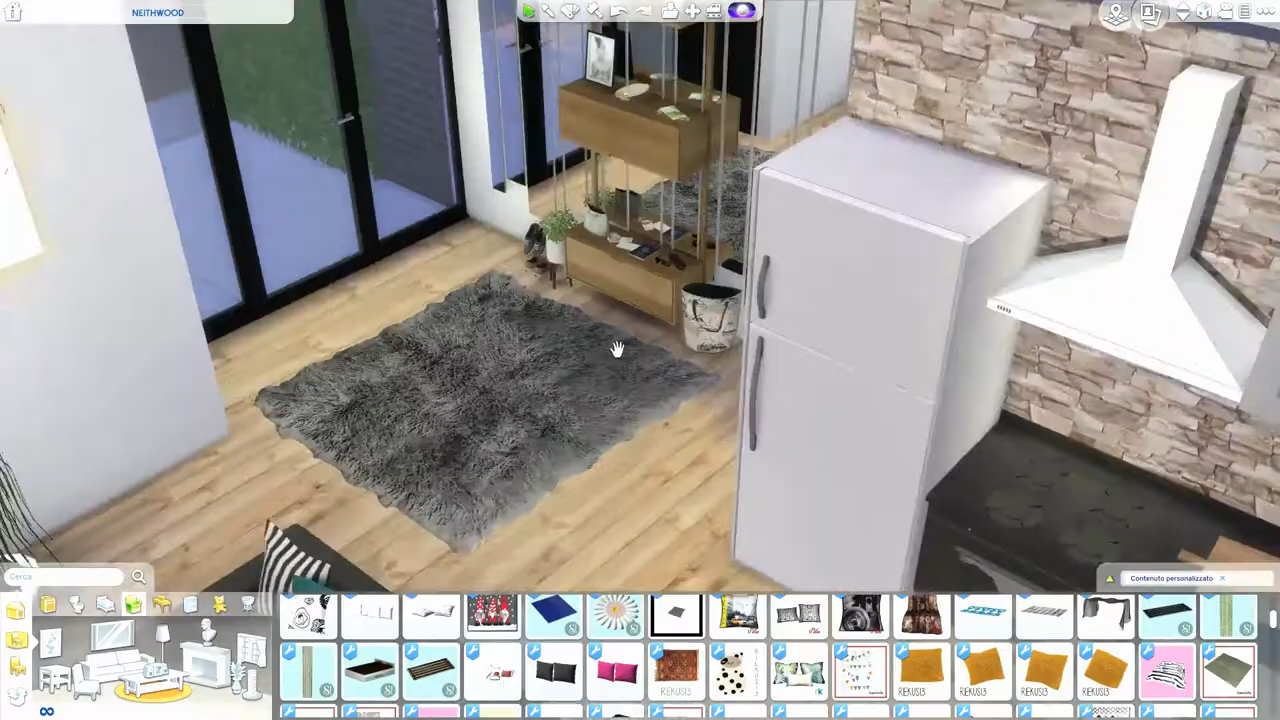 NEITHWOOD
Cerca
Contenuto personalizzato
REKUSI3
REKUSI3
REKUSI3
REKUSI3
REKUSI3